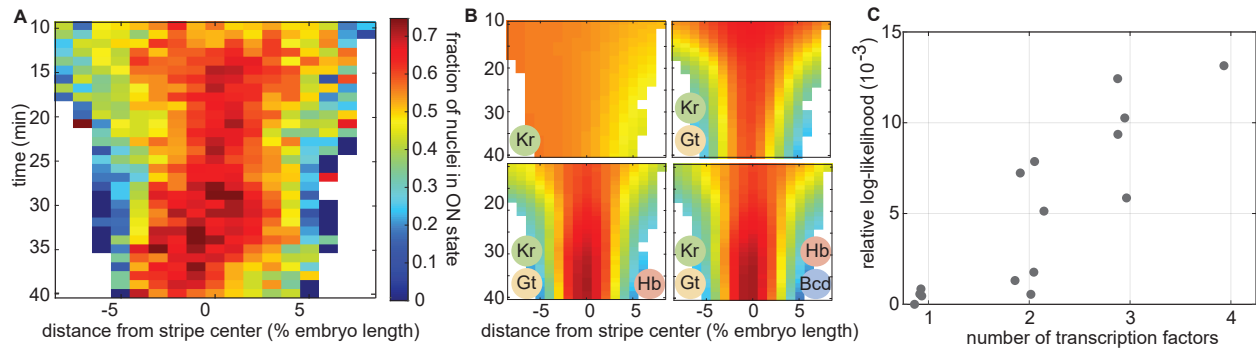 A
10
15
20
25
30
35
40
time (min)
-5
0
5
distance from stripe center (% embryo length)
0.7
0.6
0.5
0.4
0.3
0.2
0.1
0
fraction of nuclei in ON state
B
10
20
30
40
Kr
Kr
Gt
10
20
30
40
Kr
Gt
Hb
Kr
Gt
Hb
Bcd
-5
0
5
-5
0
5
distance from stripe center (% embryo length)
C
15
10
5
0
relative log-likelihood (10⁻³)
1
2
3
4
number of transcription factors